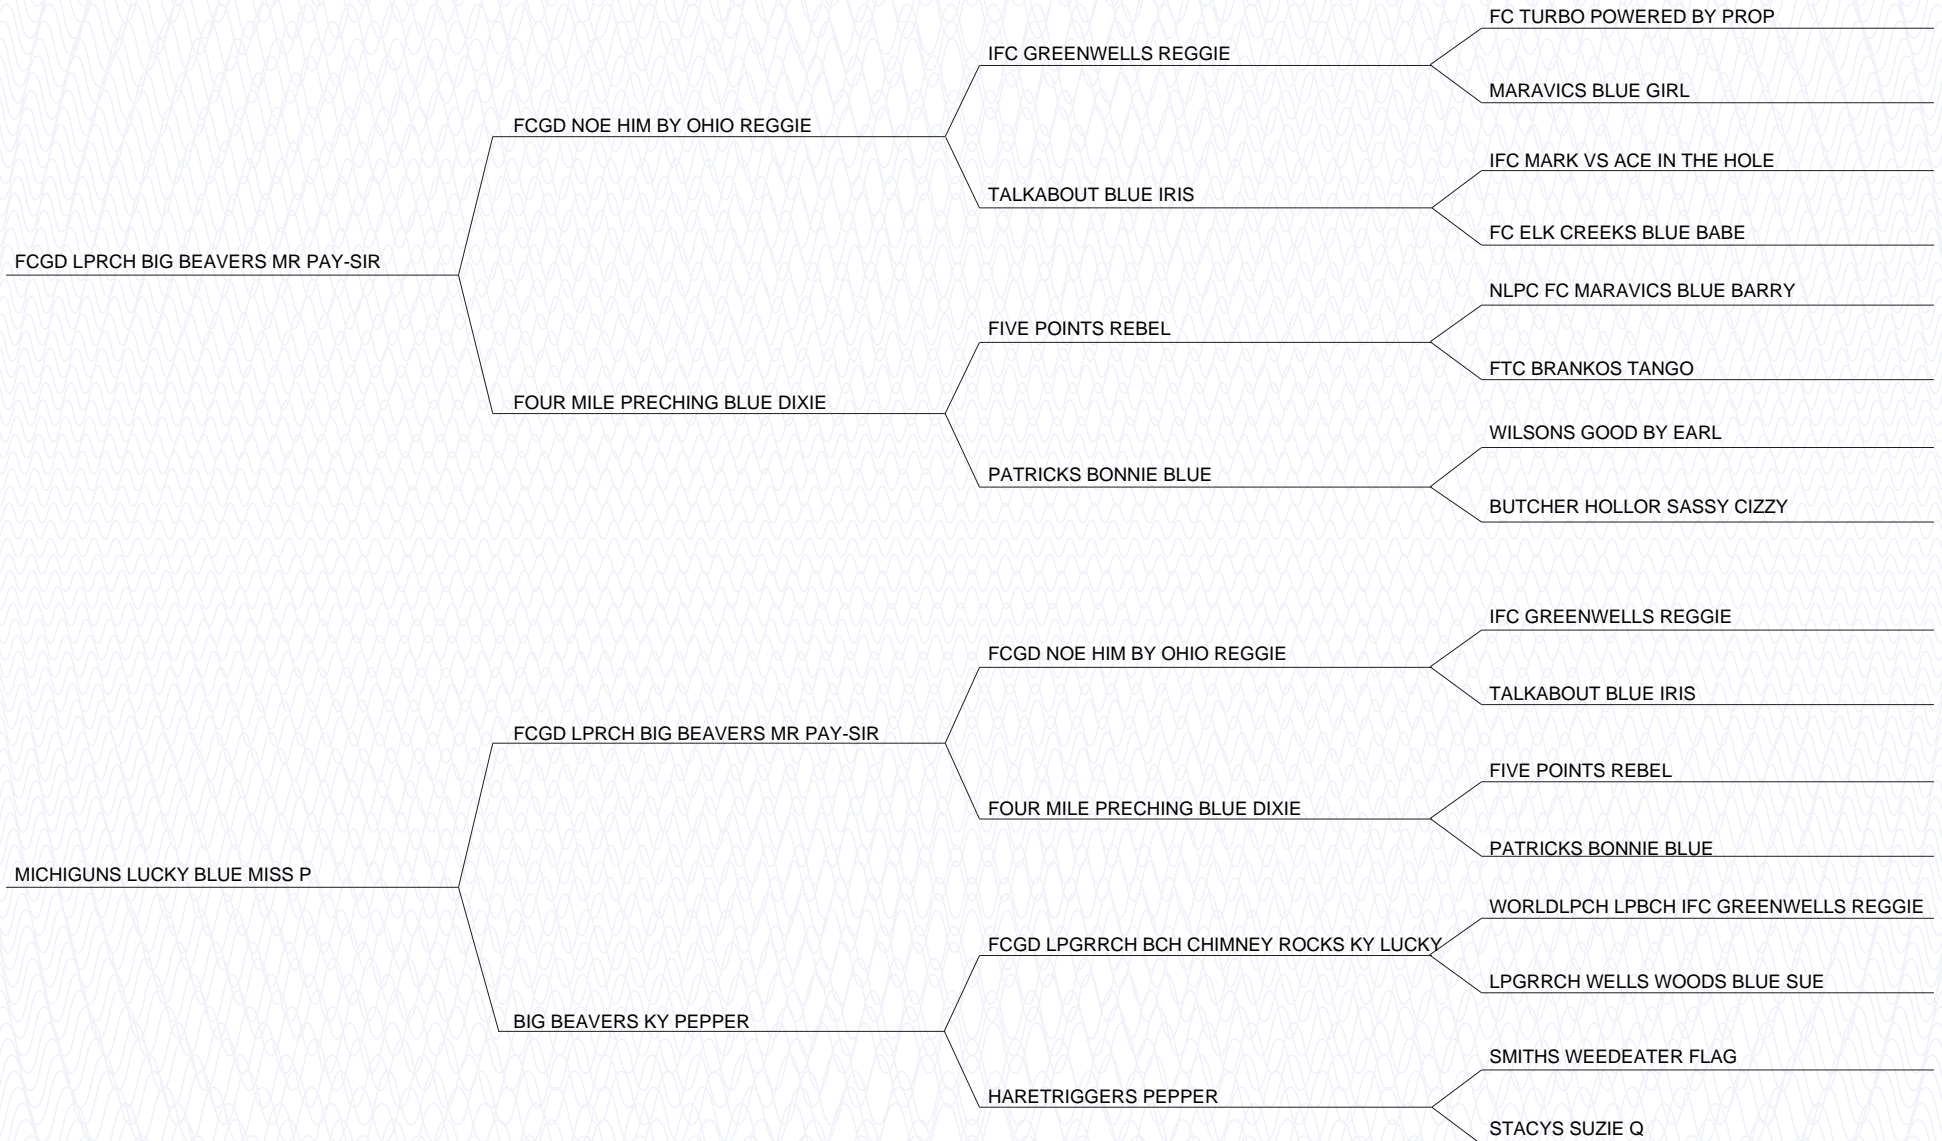 FC TURBO POWERED BY PROP
IFC GREENWELLS REGGIE
MARAVICS BLUE GIRL
FCGD NOE HIM BY OHIO REGGIE
IFC MARK VS ACE IN THE HOLE
TALKABOUT BLUE IRIS
FC ELK CREEKS BLUE BABE
FCGD LPRCH BIG BEAVERS MR PAY-SIR
NLPC FC MARAVICS BLUE BARRY
FIVE POINTS REBEL
FTC BRANKOS TANGO
FOUR MILE PRECHING BLUE DIXIE
WILSONS GOOD BY EARL
PATRICKS BONNIE BLUE
BUTCHER HOLLOR SASSY CIZZY
IFC GREENWELLS REGGIE
FCGD NOE HIM BY OHIO REGGIE
TALKABOUT BLUE IRIS
FCGD LPRCH BIG BEAVERS MR PAY-SIR
FIVE POINTS REBEL
FOUR MILE PRECHING BLUE DIXIE
PATRICKS BONNIE BLUE
MICHIGUNS LUCKY BLUE MISS P
WORLDLPCH LPBCH IFC GREENWELLS REGGIE
FCGD LPGRRCH BCH CHIMNEY ROCKS KY LUCKY
LPGRRCH WELLS WOODS BLUE SUE
BIG BEAVERS KY PEPPER
SMITHS WEEDEATER FLAG
HARETRIGGERS PEPPER
STACYS SUZIE Q